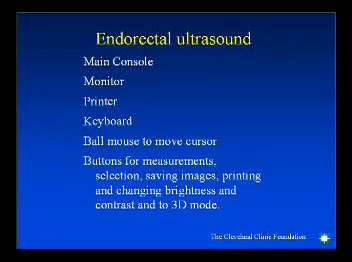 Endorectal ultrasound
Main Console
Monitor
Printer
Keyboard
Ball mouse to move cursor
Buttons for measurements,
selection, saving images, printing
and changing brightness and
contrast and to 3D mode.
The Cleveland Clinic Foundation